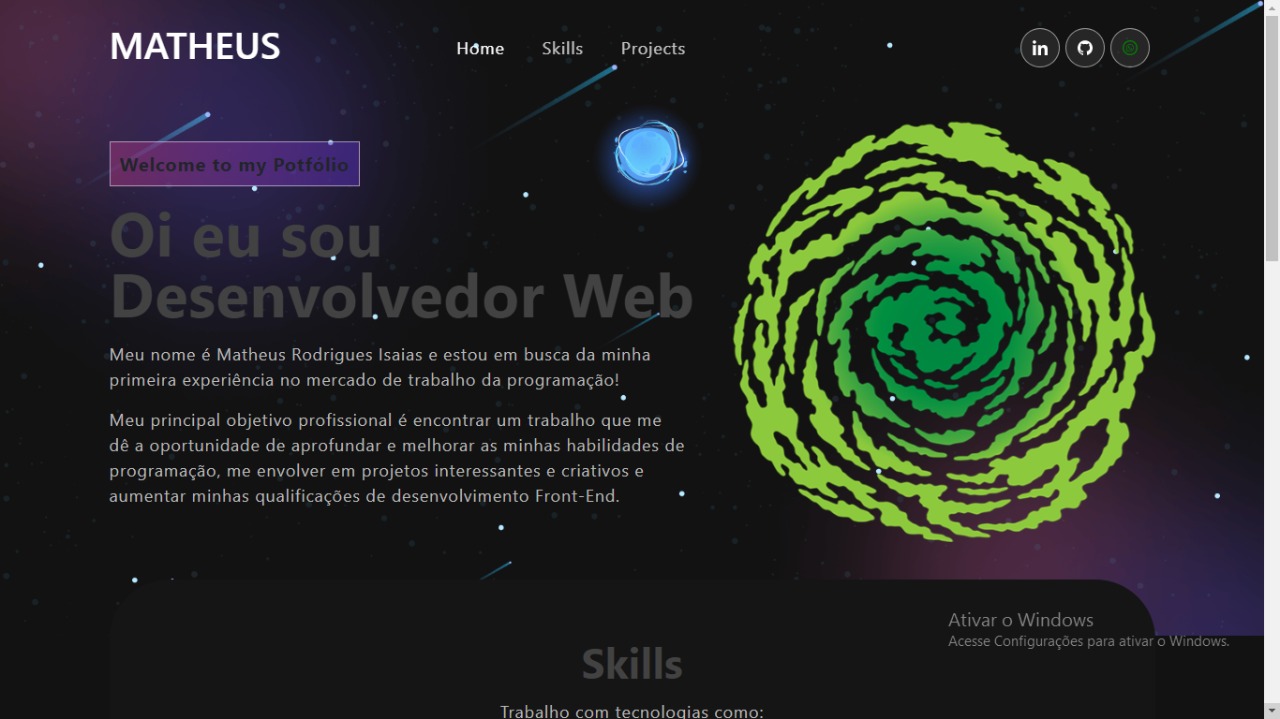 MATHEUS
Home
Skills
Projects
in
Welcome to my Potfólio
Oi eu sou
Desenvolvedor Web
Meu nome é Matheus Rodrigues Isaias e estou em busca da minha
primeira experiência no mercado de trabalho da programação!
Meu principal objetivo profissional é encontrar um trabalho que me
dê a oportunidade de aprofundar e melhorar as minhas habilidades de
programação, me envolver em projetos interessantes e criativos e
aumentar minhas qualificações de desenvolvimento Front-End.
Ativar o Windows
Acesse Configurações para ativar o Windows.
Skills
Trabalho com tecnologias como: